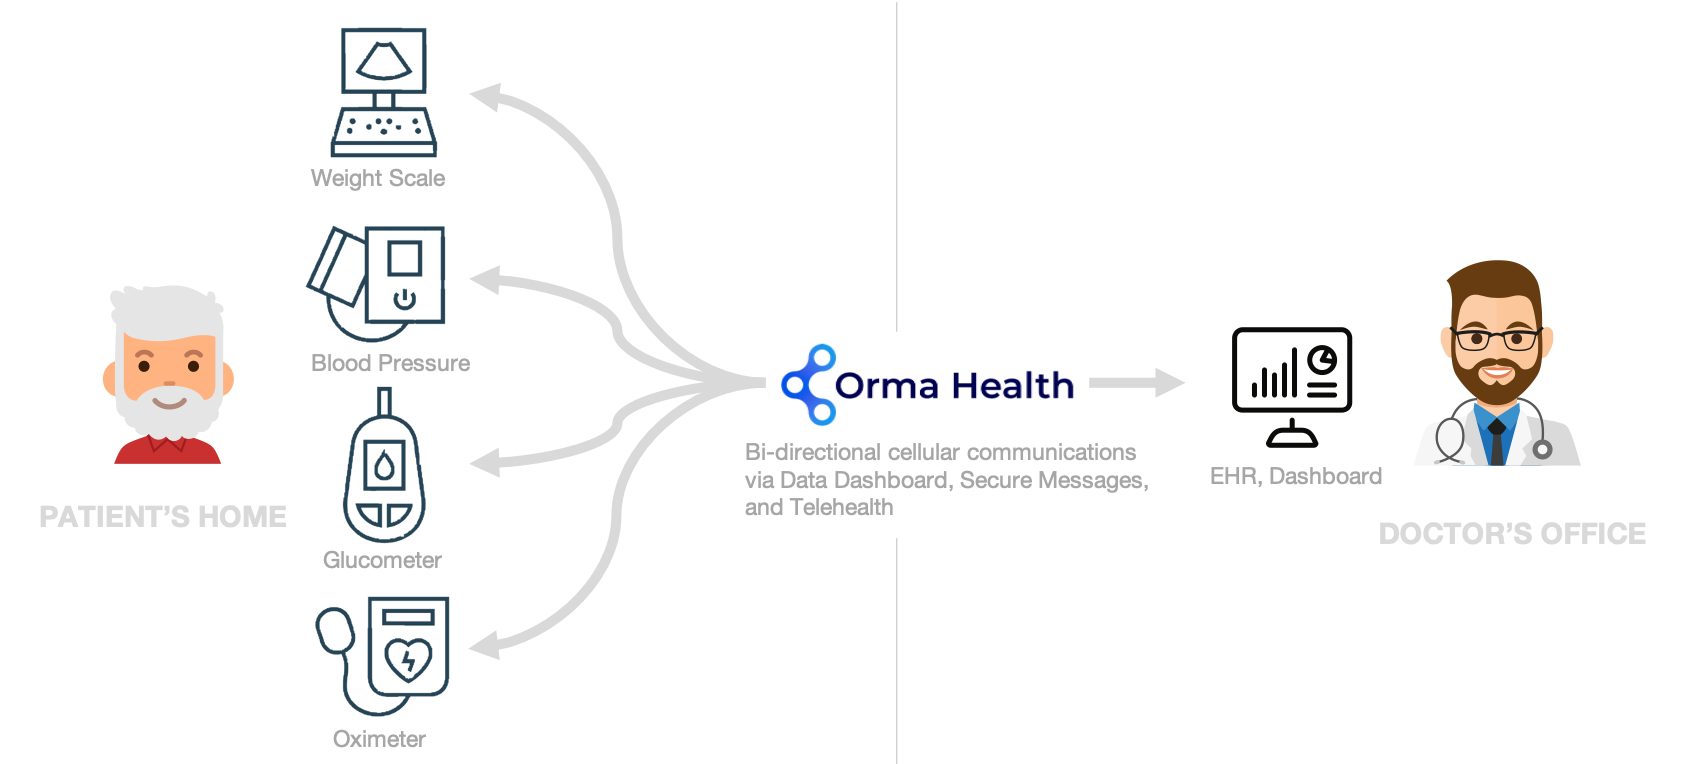 Weight Scale
Blood Pressure
Glucometer
Oximeter
PATIENT’S HOME
Orma Health
Bi-directional cellular communications
via Data Dashboard, Secure Messages,
and Telehealth
EHR, Dashboard
DOCTOR’S OFFICE